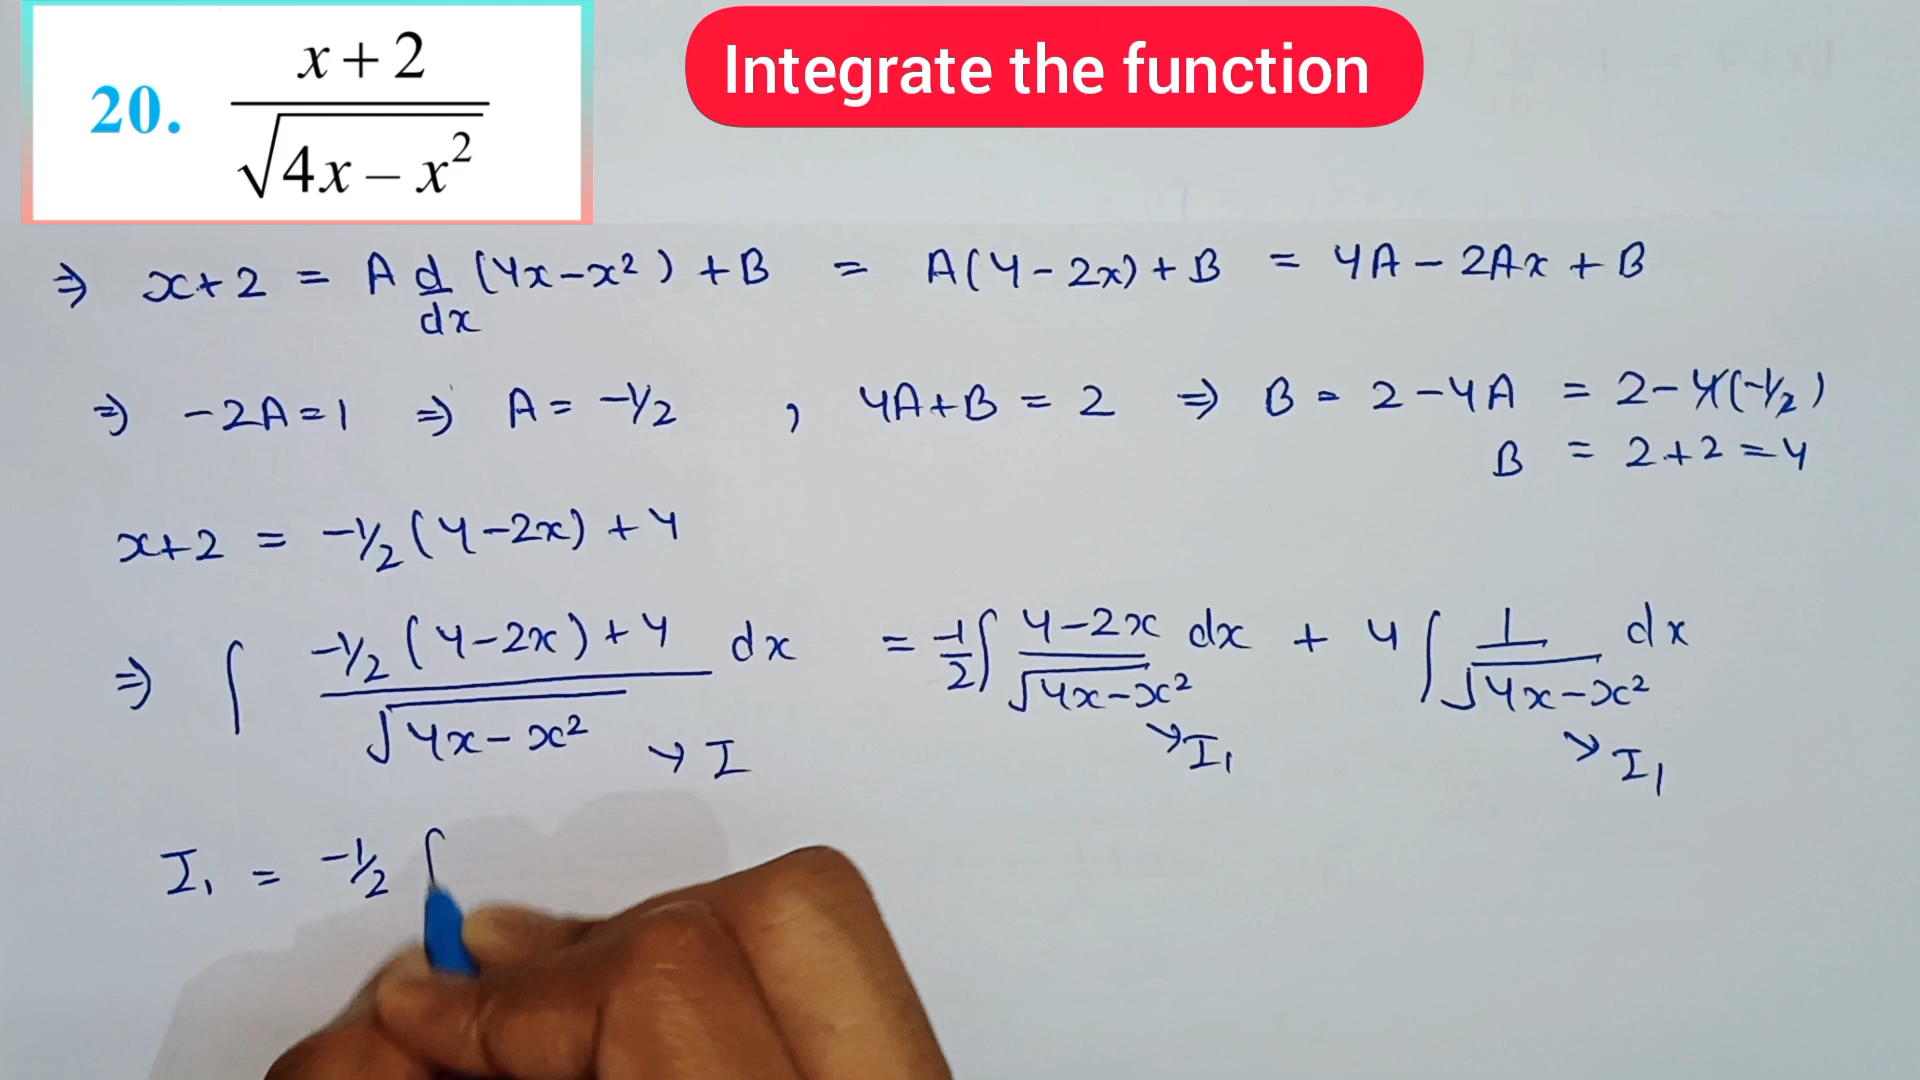 20. x+2 / √4x – x²
Integrate the function
⇒ x+2 = A d/dx (4x-x²) + B = A(4-2x) + B = 4A - 2Ax + B
⇒ -2A=1 ⇒ A = -1/2 , 4A+B = 2 ⇒ B = 2-4A = 2-4(-1/2)
B = 2+2 = 4
x+2 = -1/2 (4-2x) + 4
⇒ ∫ -1/2 (4-2x)+4 / √4x-x² dx = -1/2 ∫ 4-2x / √4x-x² dx + 4 ∫ 1 / √4x-x² dx
→ I → I₁ → I₁
I₁ = -1/2 ∫